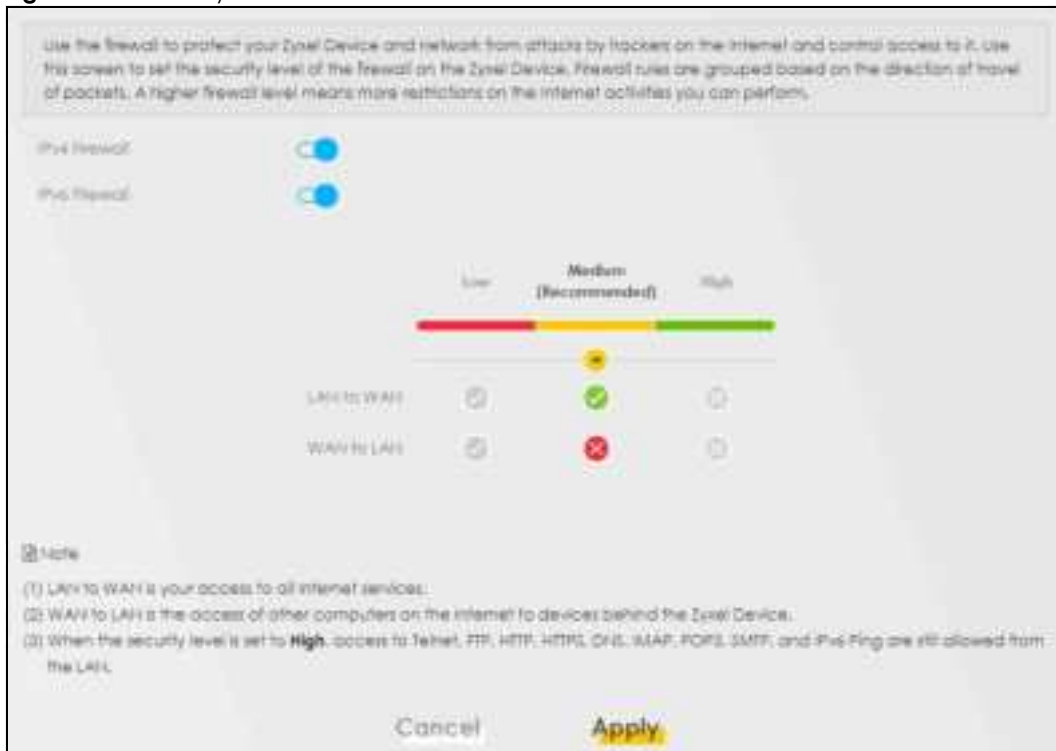 Use the firewall to protect your Zyxel Device and network from attacks by hackers on the Internet and control access to it. Use
this screen to set the security level of the firewall on the Zyxel Device. Firewall rules are grouped based on the direction of travel
of packets. A higher firewall level means more restrictions on the Internet activities you can perform.
IPv4 Firewall
IPv6 Firewall
Low Medium High
(Recommended)
LAN to WAN
WAN to LAN
Note
(1) LAN to WAN is your access to all Internet services.
(2) WAN to LAN is the access of other computers on the Internet to devices behind the Zyxel Device.
(3) When the security level is set to High, access to Telnet, FTP, HTTP, HTTPS, DNS, IMAP, POP3, SMTP, and IPv6 Ping are still allowed from
the LAN.
Cancel Apply